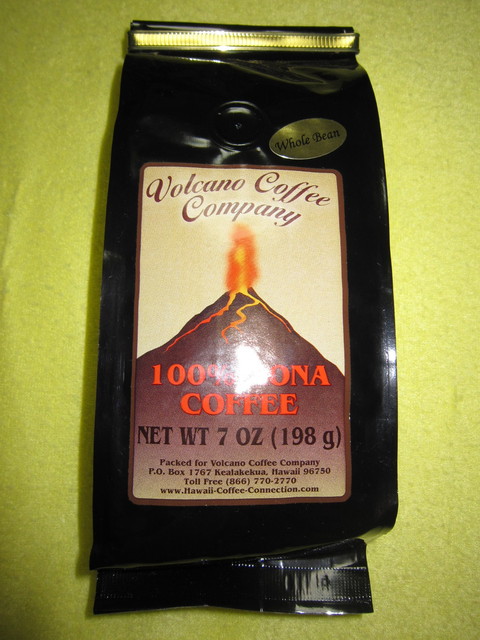 Whole Bean
Volcano Coffee
Company
100% KONA
COFFEE
NET WT 7 OZ (198 g)
Packed for Volcano Coffee Company
P.O. Box 1767 Kealakekua, Hawaii 96750
Toll Free (866) 770-2770
www.Hawaii-Coffee-Connection.com